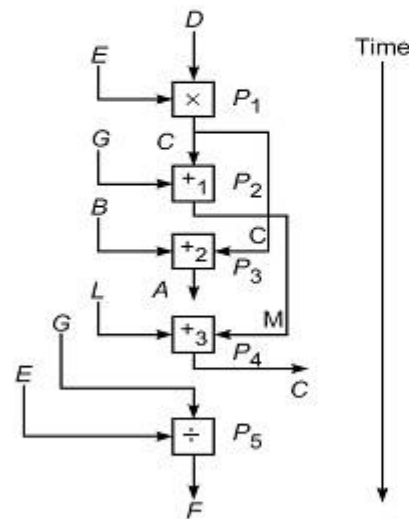 D
Time
E
× P₁
G C
+₁ P₂
B
C
+₂
P₃
A
L M
G
+₃
P₄
C
E
÷ P₅
F